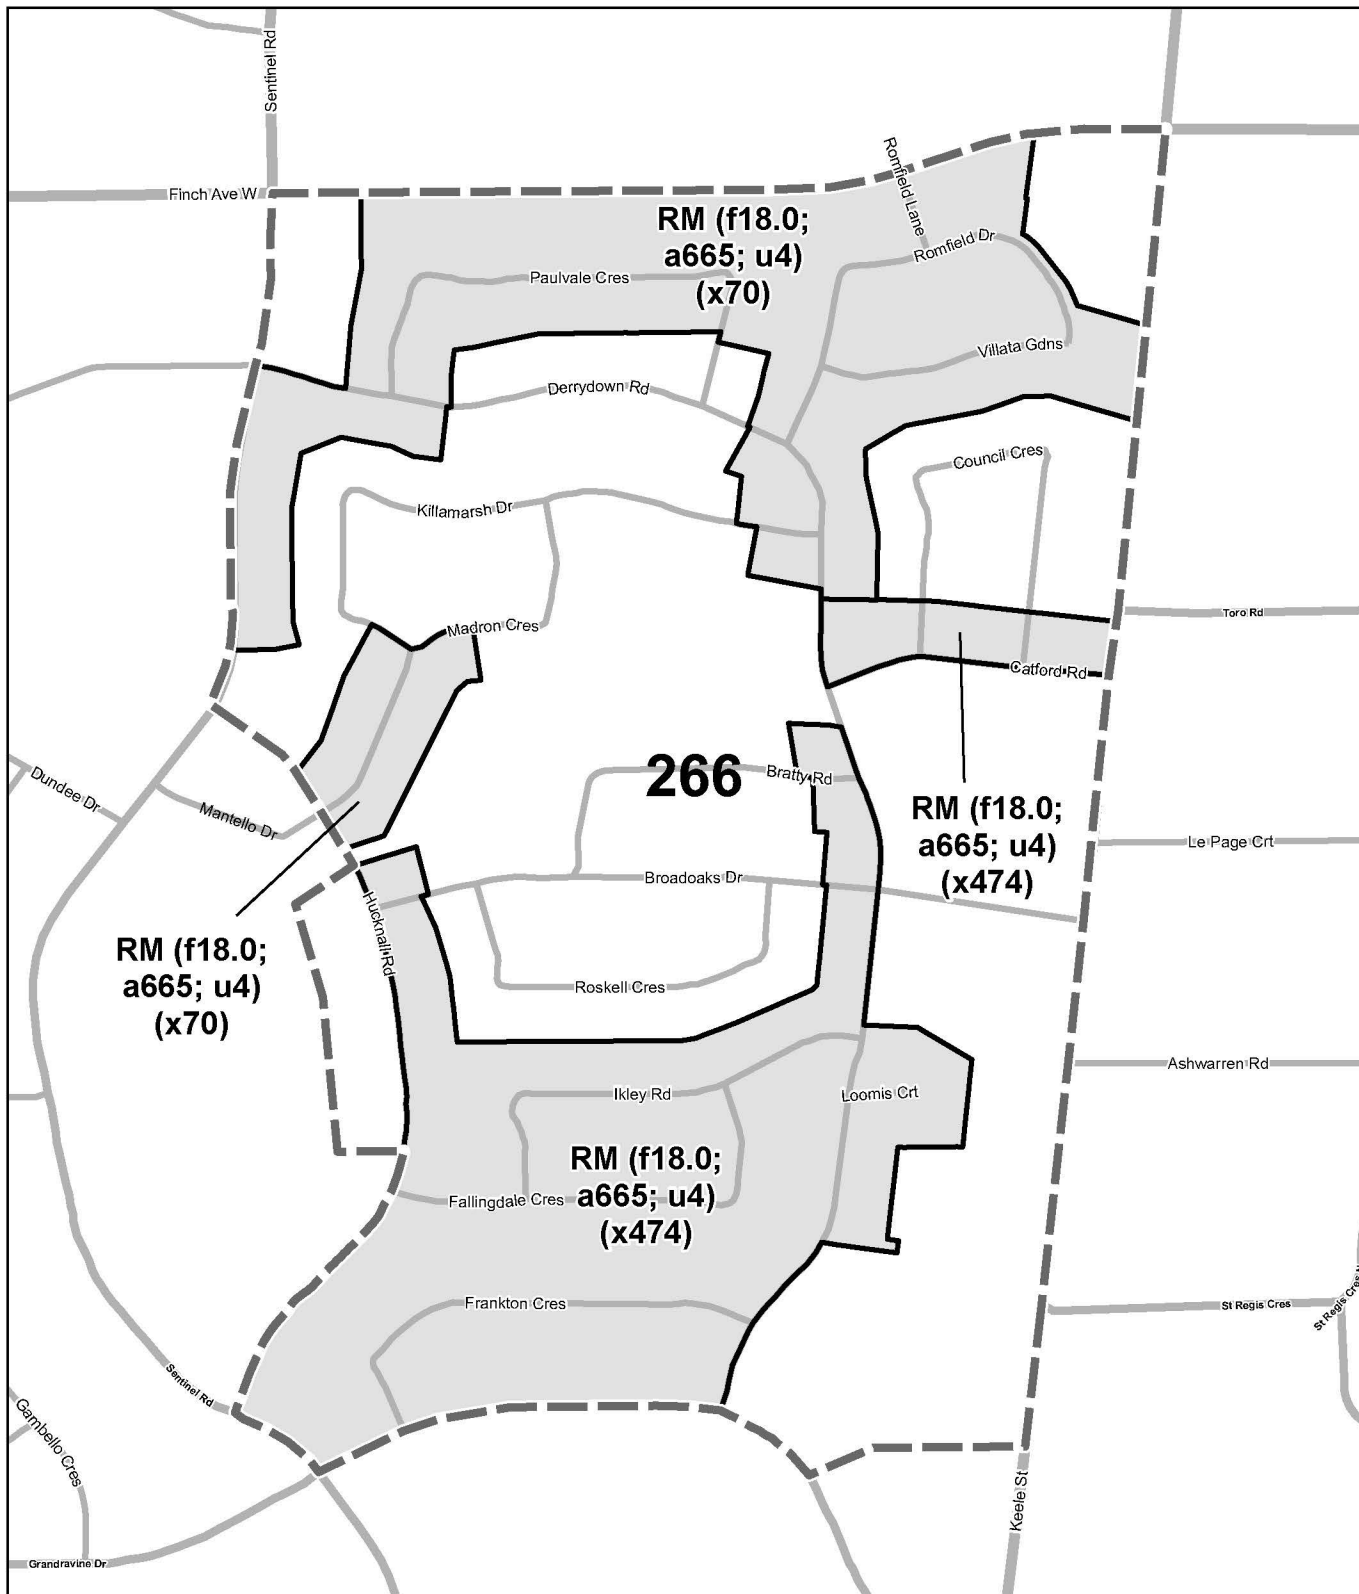 Sentinel Rd
Finch Ave W
Romfield Lane
RM (f18.0;
a665; u4)
(x70)
Romfield Dr
Paulvale Cres
Villata Gdns
Derrydown Rd
Council Cres
Killamarsh Dr
Toro Rd
Madron Cres
Catford Rd
266
Bratty Rd
Dundee Dr
Mantello Dr
RM (f18.0;
a665; u4)
(x474)
Le Page Crt
Broadoaks Dr
Hucknall Rd
RM (f18.0;
a665; u4)
(x70)
Roskell Cres
Ashwarren Rd
Ikley Rd
Loomis Crt
RM (f18.0;
a665; u4)
(x474)
Fallingdale Cres
Frankton Cres
St Regis Cres
St Regis Cres N
Sentinel Rd
Gambello Cres
Keele St
Grandravine Dr